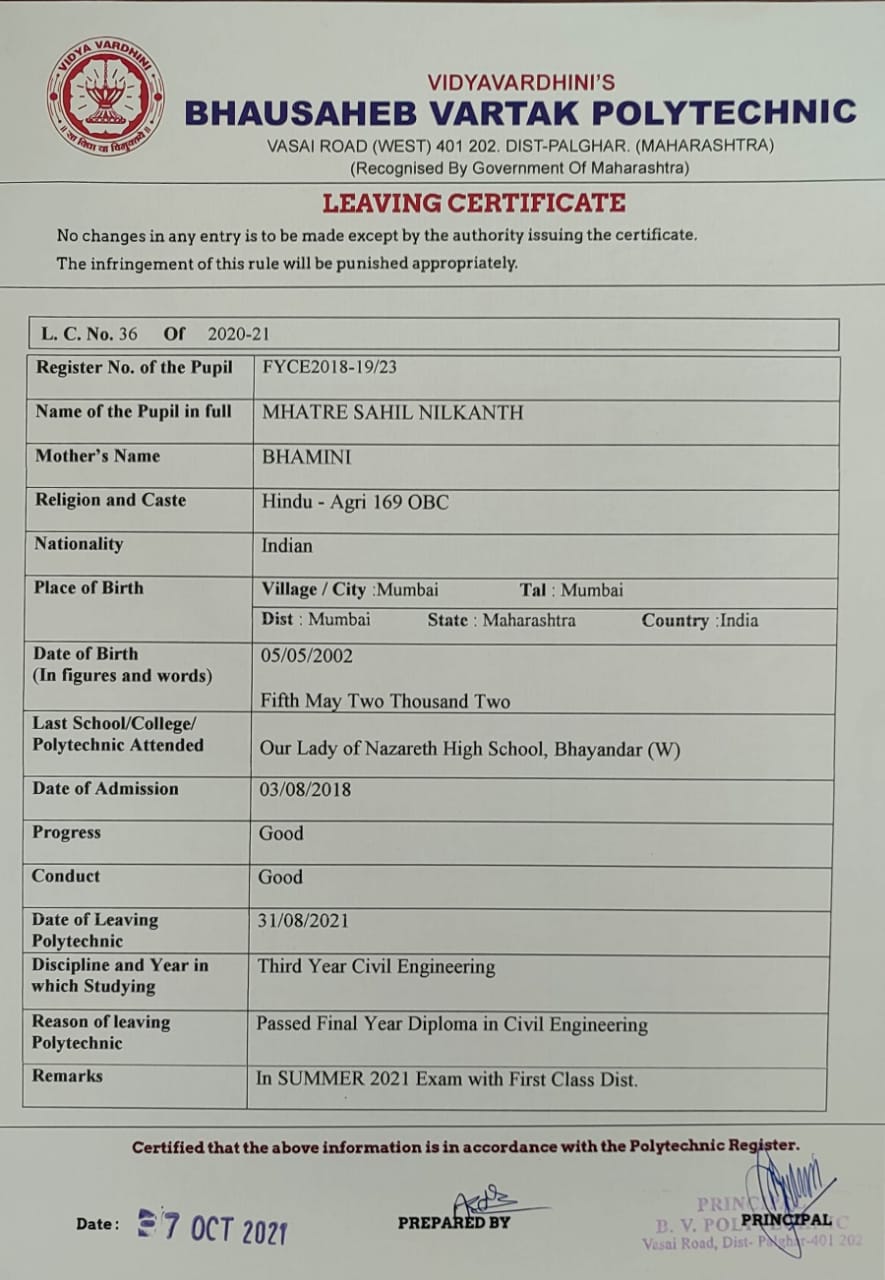 VIDYA VARDHINI
॥ सा विद्या या विमुक्तये ॥
VIDYAVARDHINI'S
BHAUSAHEB VARTAK POLYTECHNIC
VASAI ROAD (WEST) 401 202. DIST-PALGHAR. (MAHARASHTRA)
(Recognised By Government Of Maharashtra)
LEAVING CERTIFICATE
No changes in any entry is to be made except by the authority issuing the certificate.
The infringement of this rule will be punished appropriately.
L. C. No. 36 Of 2020-21
Register No. of the Pupil FYCE2018-19/23
Name of the Pupil in full MHATRE SAHIL NILKANTH
Mother's Name BHAMINI
Religion and Caste Hindu - Agri 169 OBC
Nationality Indian
Place of Birth Village / City :Mumbai Tal : Mumbai
Dist : Mumbai State : Maharashtra Country :India
Date of Birth 05/05/2002
(In figures and words)
Fifth May Two Thousand Two
Last School/College/
Polytechnic Attended Our Lady of Nazareth High School, Bhayandar (W)
Date of Admission 03/08/2018
Progress Good
Conduct Good
Date of Leaving 31/08/2021
Polytechnic
Discipline and Year in Third Year Civil Engineering
which Studying
Reason of leaving Passed Final Year Diploma in Civil Engineering
Polytechnic
Remarks In SUMMER 2021 Exam with First Class Dist.
Certified that the above information is in accordance with the Polytechnic Register.
Date: 7 OCT 2021 PREPARED BY PRINCIPAL
B. V.
Vasai Road, Dist- Palghar-401 202